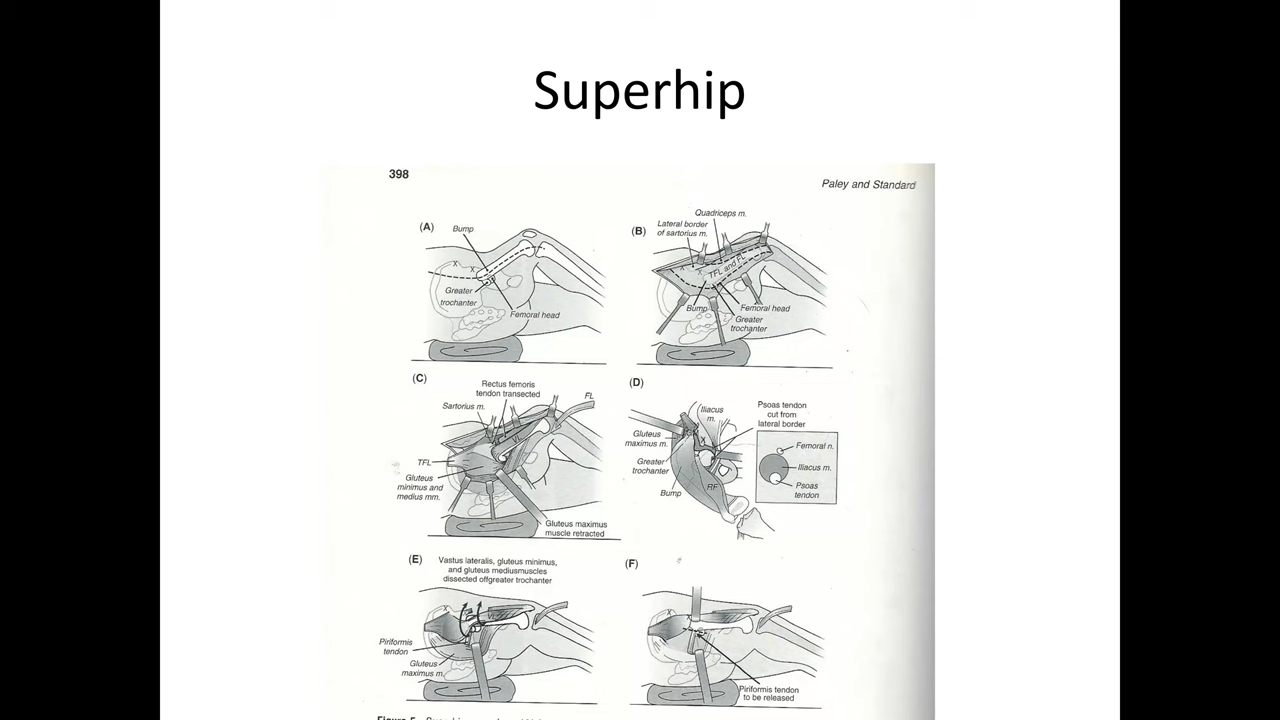 Superhip
398
Paley and Standard
(A)
Bump
Greater
trochanter
Femoral head
(B)
Quadriceps m.
Lateral border
of sartorius m.
TFL and FL
Bump
Femoral head
Greater
trochanter
(C)
Rectus femoris
tendon transected
Sartorius m.
FL
TFL
Gluteus
minimus and
medius mm.
Gluteus maximus
muscle retracted
(D)
Iliacus
m.
Psoas tendon
cut from
lateral border
Gluteus
maximus m.
Greater
trochanter
Bump
RF
Femoral n.
Iliacus m.
Psoas
tendon
(E)
Vastus lateralis, gluteus minimus,
and gluteus mediusmuscles
dissected offgreater trochanter
Piriformis
tendon
Gluteus
maximus m.
(F)
Piriformis tendon
to be released